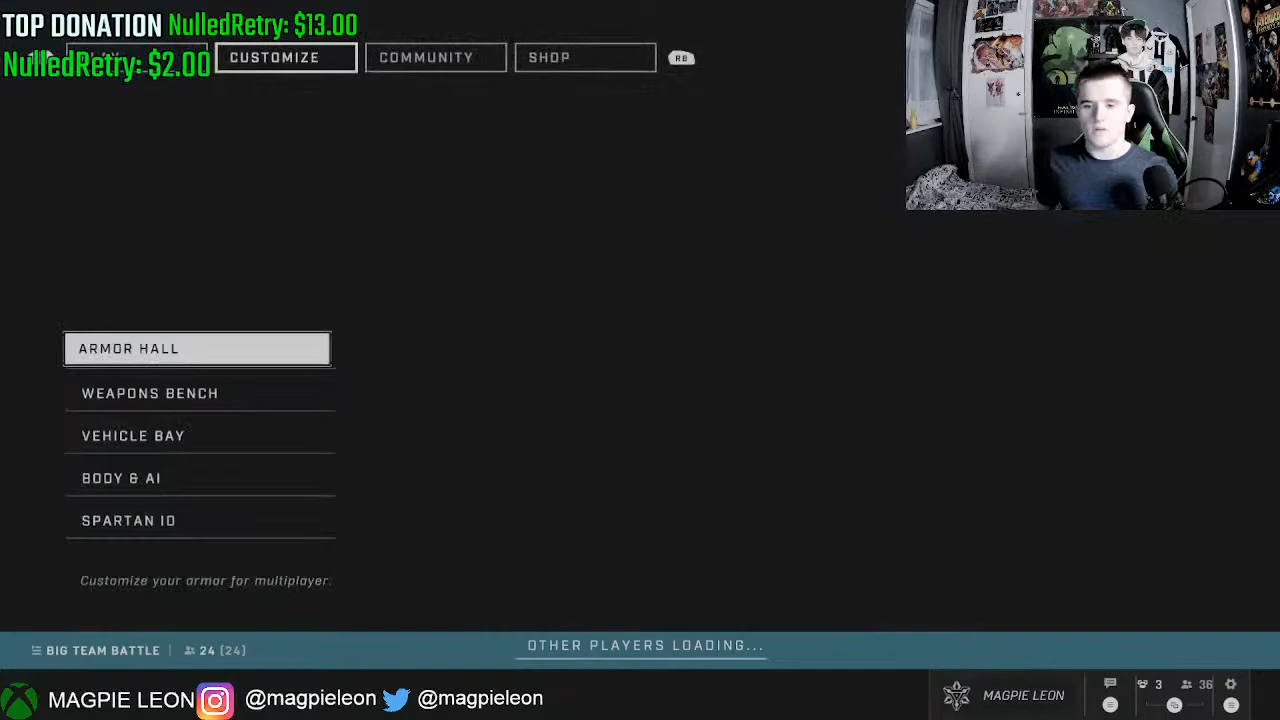 TOP DONATION NulledRetry: $13.00
NulledRetry: $2.00
CUSTOMIZE
COMMUNITY
SHOP
RB
ARMOR HALL
WEAPONS BENCH
VEHICLE BAY
BODY & AI
SPARTAN ID
Customize your armor for multiplayer.
BIG TEAM BATTLE
24 (24)
OTHER PLAYERS LOADING...
MAGPIE LEON
@magpieleon
@magpieleon
MAGPIE LEON
3
36